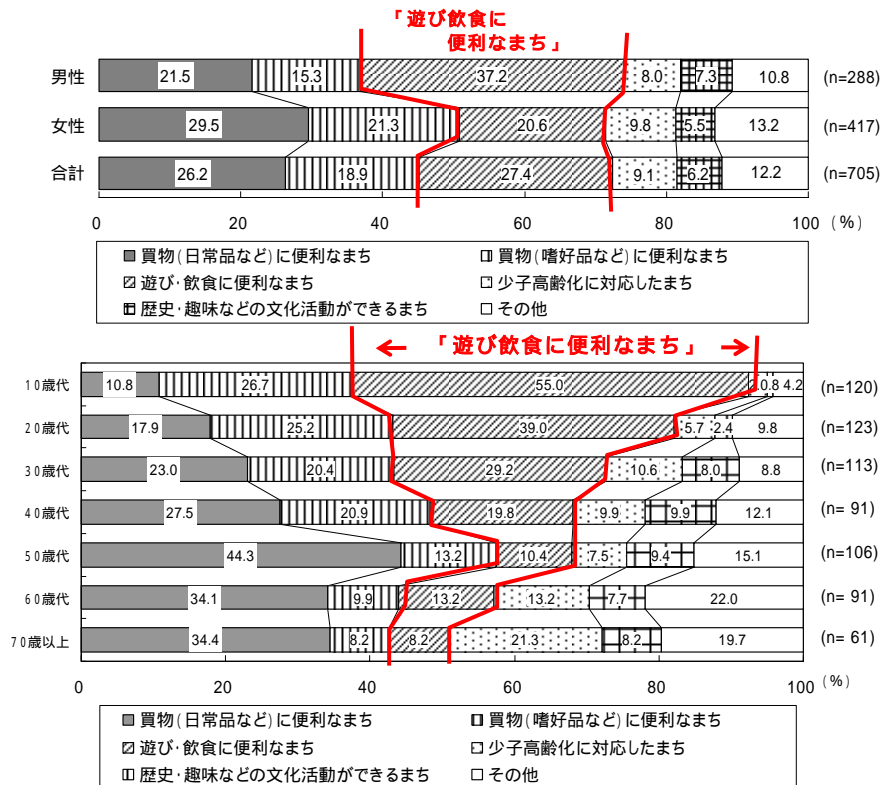 「遊び飲食に
便利なまち」
男性 21.5 15.3 37.2 8.0 7.3 10.8 (n=288)
女性 29.5 21.3 20.6 9.8 5.5 13.2 (n=417)
合計 26.2 18.9 27.4 9.1 6.2 12.2 (n=705)
0 20 40 60 80 100 (%)
■買物(日常品など)に便利なまち 買物(嗜好品など)に便利なまち
遊び・飲食に便利なまち 少子高齢化に対応したまち
歴史・趣味などの文化活動ができるまち □その他
← 「遊び飲食に便利なまち」 →
10歳代 10.8 26.7 55.0 0.8 4.2 (n=120)
20歳代 17.9 25.2 39.0 5.7 2.4 9.8 (n=123)
30歳代 23.0 20.4 29.2 10.6 8.0 8.8 (n=113)
40歳代 27.5 20.9 19.8 9.9 9.9 12.1 (n= 91)
50歳代 44.3 13.2 10.4 7.5 9.4 15.1 (n=106)
60歳代 34.1 9.9 13.2 13.2 7.7 22.0 (n= 91)
70歳以上 34.4 8.2 8.2 21.3 8.2 19.7 (n= 61)
0 20 40 60 80 100 (%)
■買物(日常品など)に便利なまち 買物(嗜好品など)に便利なまち
遊び・飲食に便利なまち 少子高齢化に対応したまち
歴史・趣味などの文化活動ができるまち □その他